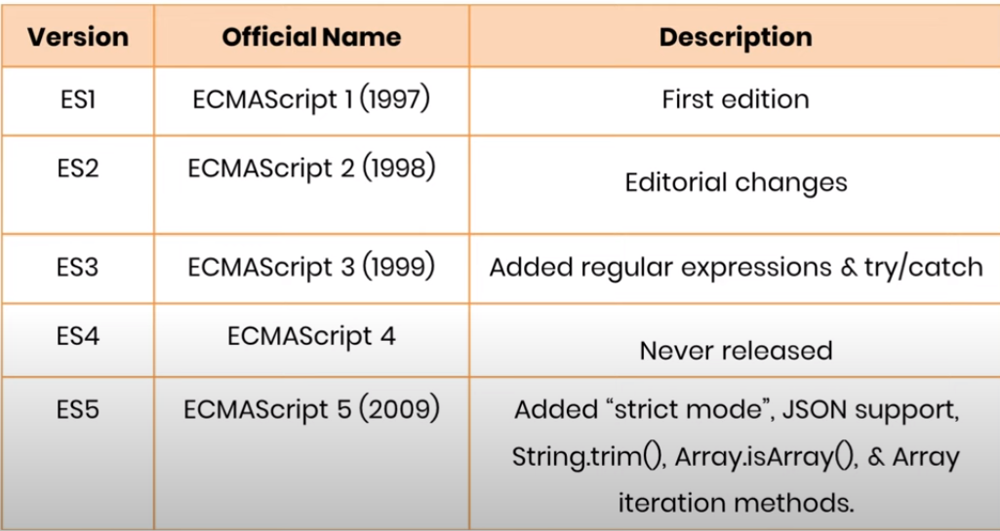 Version Official Name Description
ES1 ECMAScript 1 (1997) First edition
ES2 ECMAScript 2 (1998) Editorial changes
ES3 ECMAScript 3 (1999) Added regular expressions & try/catch
ES4 ECMAScript 4 Never released
ES5 ECMAScript 5 (2009) Added “strict mode”, JSON support,
String.trim(), Array.isArray(), & Array
iteration methods.